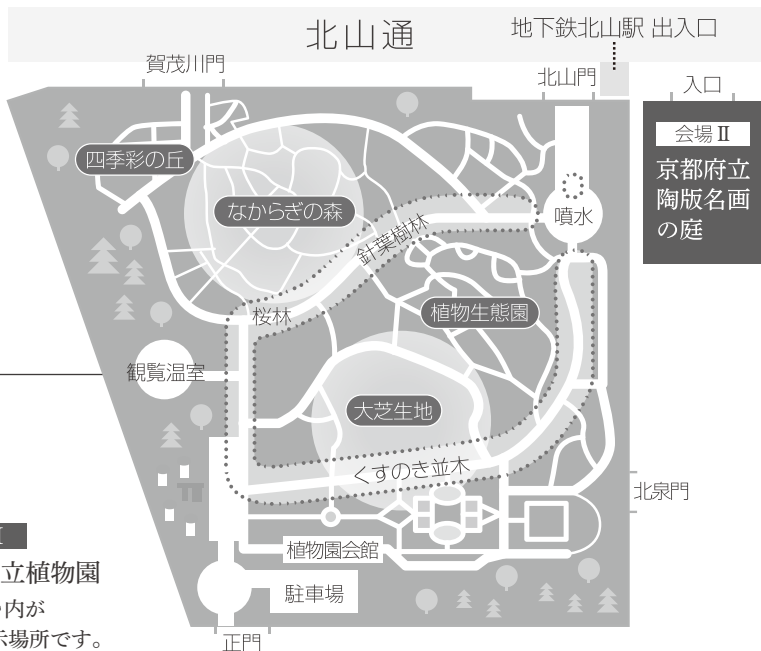 北山通
地下鉄北山駅 出入口
賀茂川門
北山門
入口
会場Ⅱ
京都府立
陶版名画
の庭
四季彩の丘
なからぎの森
針葉樹林
噴水
桜林
植物生態園
観覧温室
大芝生地
くすのき並木
北泉門
植物園会館
駐車場
正門
立植物園
内が
示場所です。